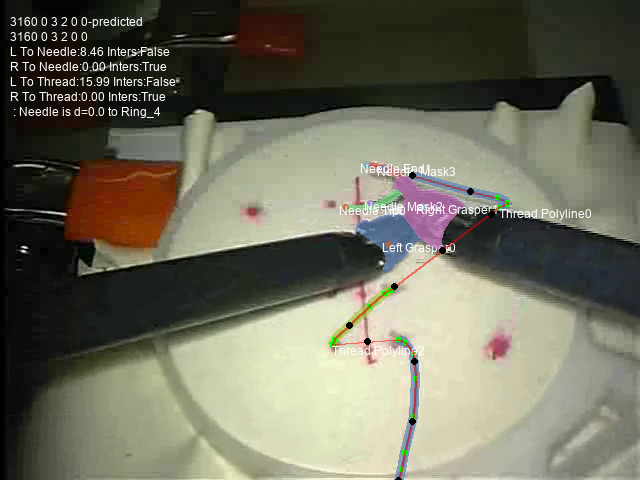 3160 0 3 2 0 0-predicted
3160 0 3 2 0 0
L To Needle:8.46 Inters:False
R To Needle:0.00 Inters:True
L To Thread:15.99 Inters:False
R To Thread:0.00 Inters:True
: Needle is d=0.0 to Ring_4
Needle End1
Needle Mask3
Needle Mask2
Needle Tip0
Right Grasper1
Thread Polyline0
Left Grasper0
Thread Polyline2